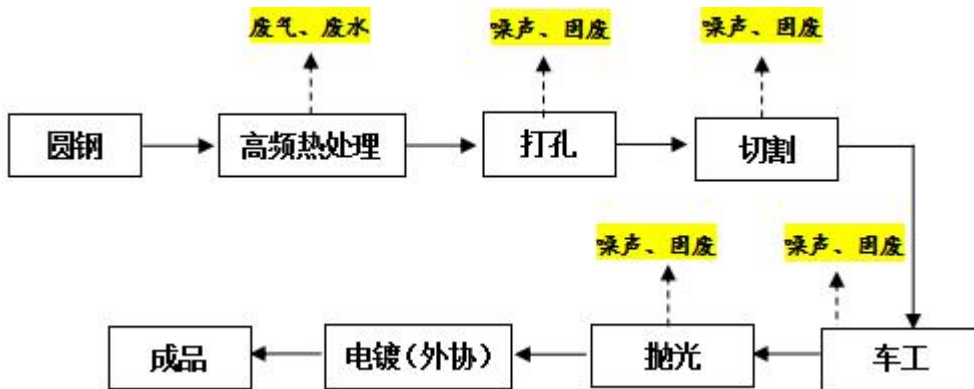 废气、废水
噪声、固废
噪声、固废
圆钢
高频热处理
打孔
切割
噪声、固废
噪声、固废
成品
电镀（外协）
抛光
车工